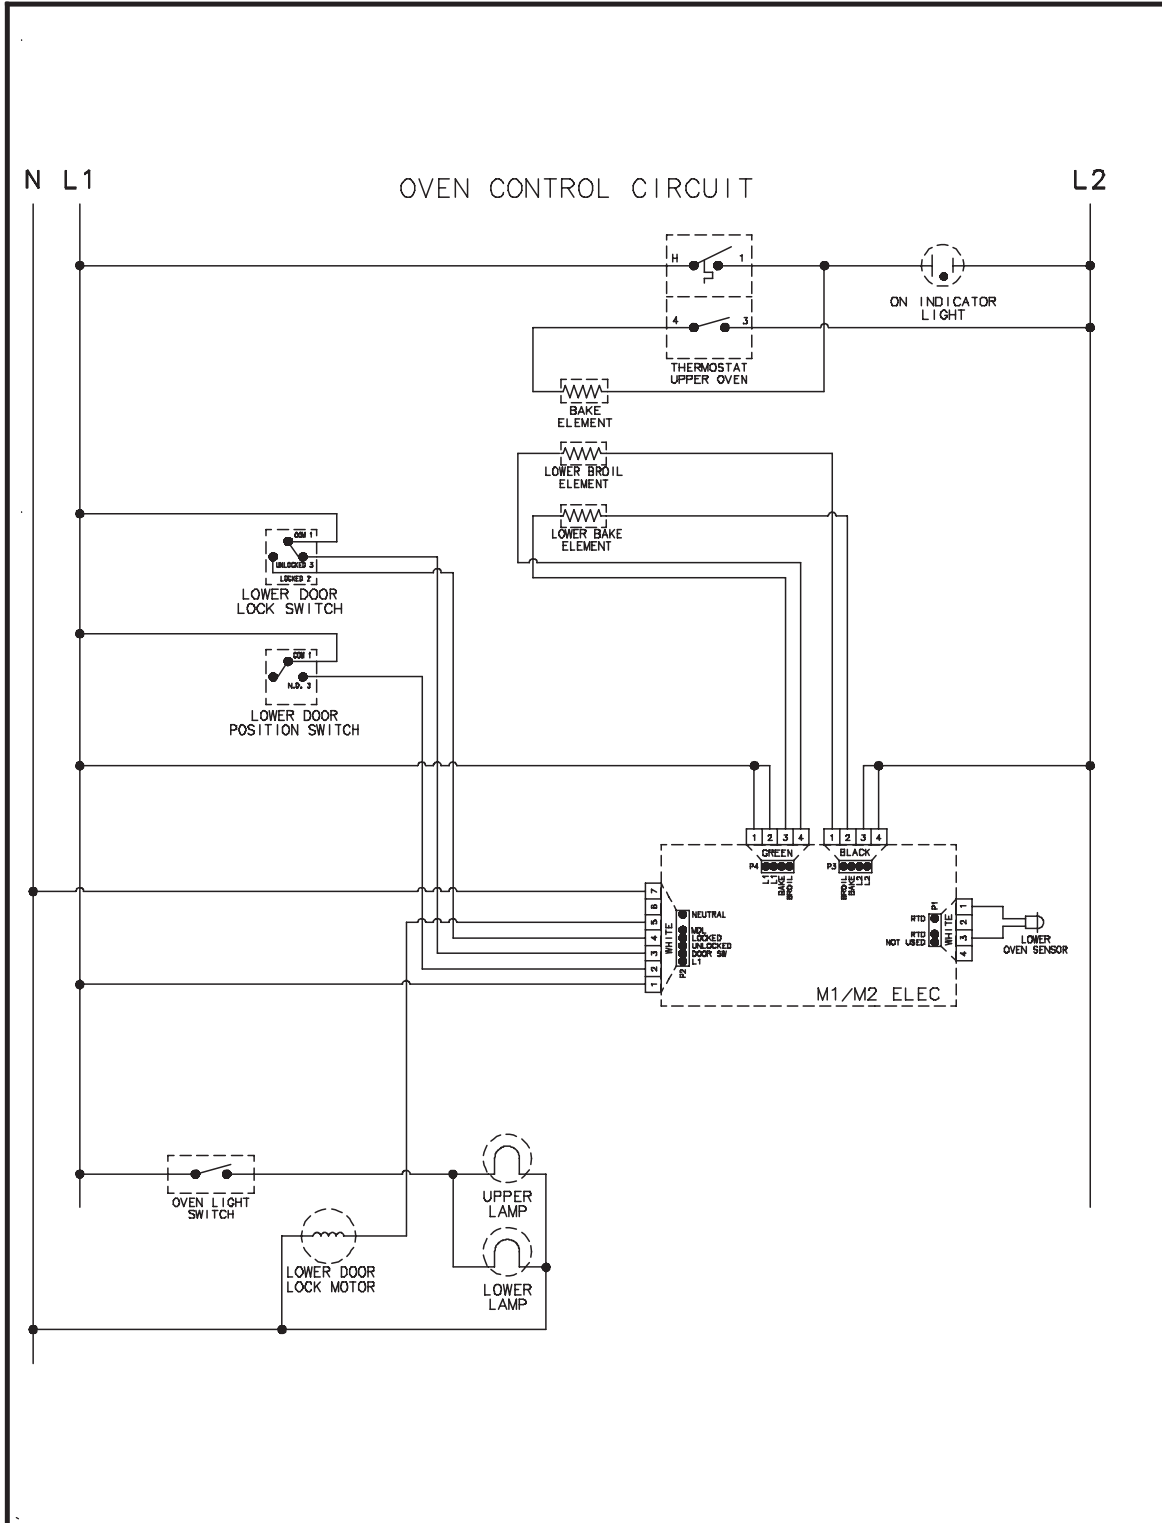 N L1
OVEN CONTROL CIRCUIT
L2
H 1
ON INDICATOR
LIGHT
4 3
THERMOSTAT
UPPER OVEN
BAKE
ELEMENT
LOWER BROIL
ELEMENT
LOWER BAKE
ELEMENT
COM 1
UNLOCKED 3
LOCKED 2
LOWER DOOR
LOCK SWITCH
COM 1
N.O. 3
LOWER DOOR
POSITION SWITCH
1 2 3 4
GREEN
P4
L1
L1
BAKE
BROIL
1 2 3 4
BLACK
P3
BROIL
BAKE
L2
L2
7
6
5
4
3
2
1
WHITE
NEUTRAL
MDL
LOCKED
UNLOCKED
DOOR SW
L1
P2
P1
RTD
RTD
NOT USED
WHITE
1
2
3
4
LOWER
OVEN SENSOR
M1/M2 ELEC
OVEN LIGHT
SWITCH
UPPER
LAMP
LOWER DOOR
LOCK MOTOR
LOWER
LAMP